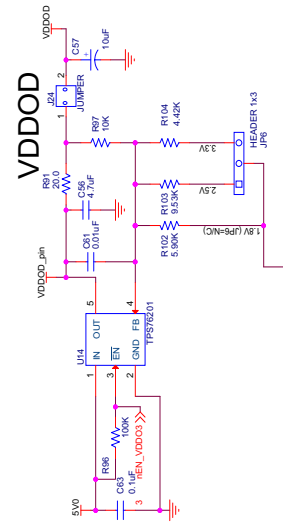 VDDOD
VDDOD
C57
10uF
J24
JUMPER
1
2
R97
10K
R104
4.42K
HEADER 1x3
JP6
3.3V
2.5V
1.8V (JP6=N/C)
R91
20.0
C56
4.7uF
R103
9.53K
R102
5.90K
C61
0.01uF
VDDOD_pin
5
4
U14
IN
OUT
EN
GND
FB
TPS76201
1
3
2
R96
100K
nEN_VDDO3
3
C63
0.1uF
5V0